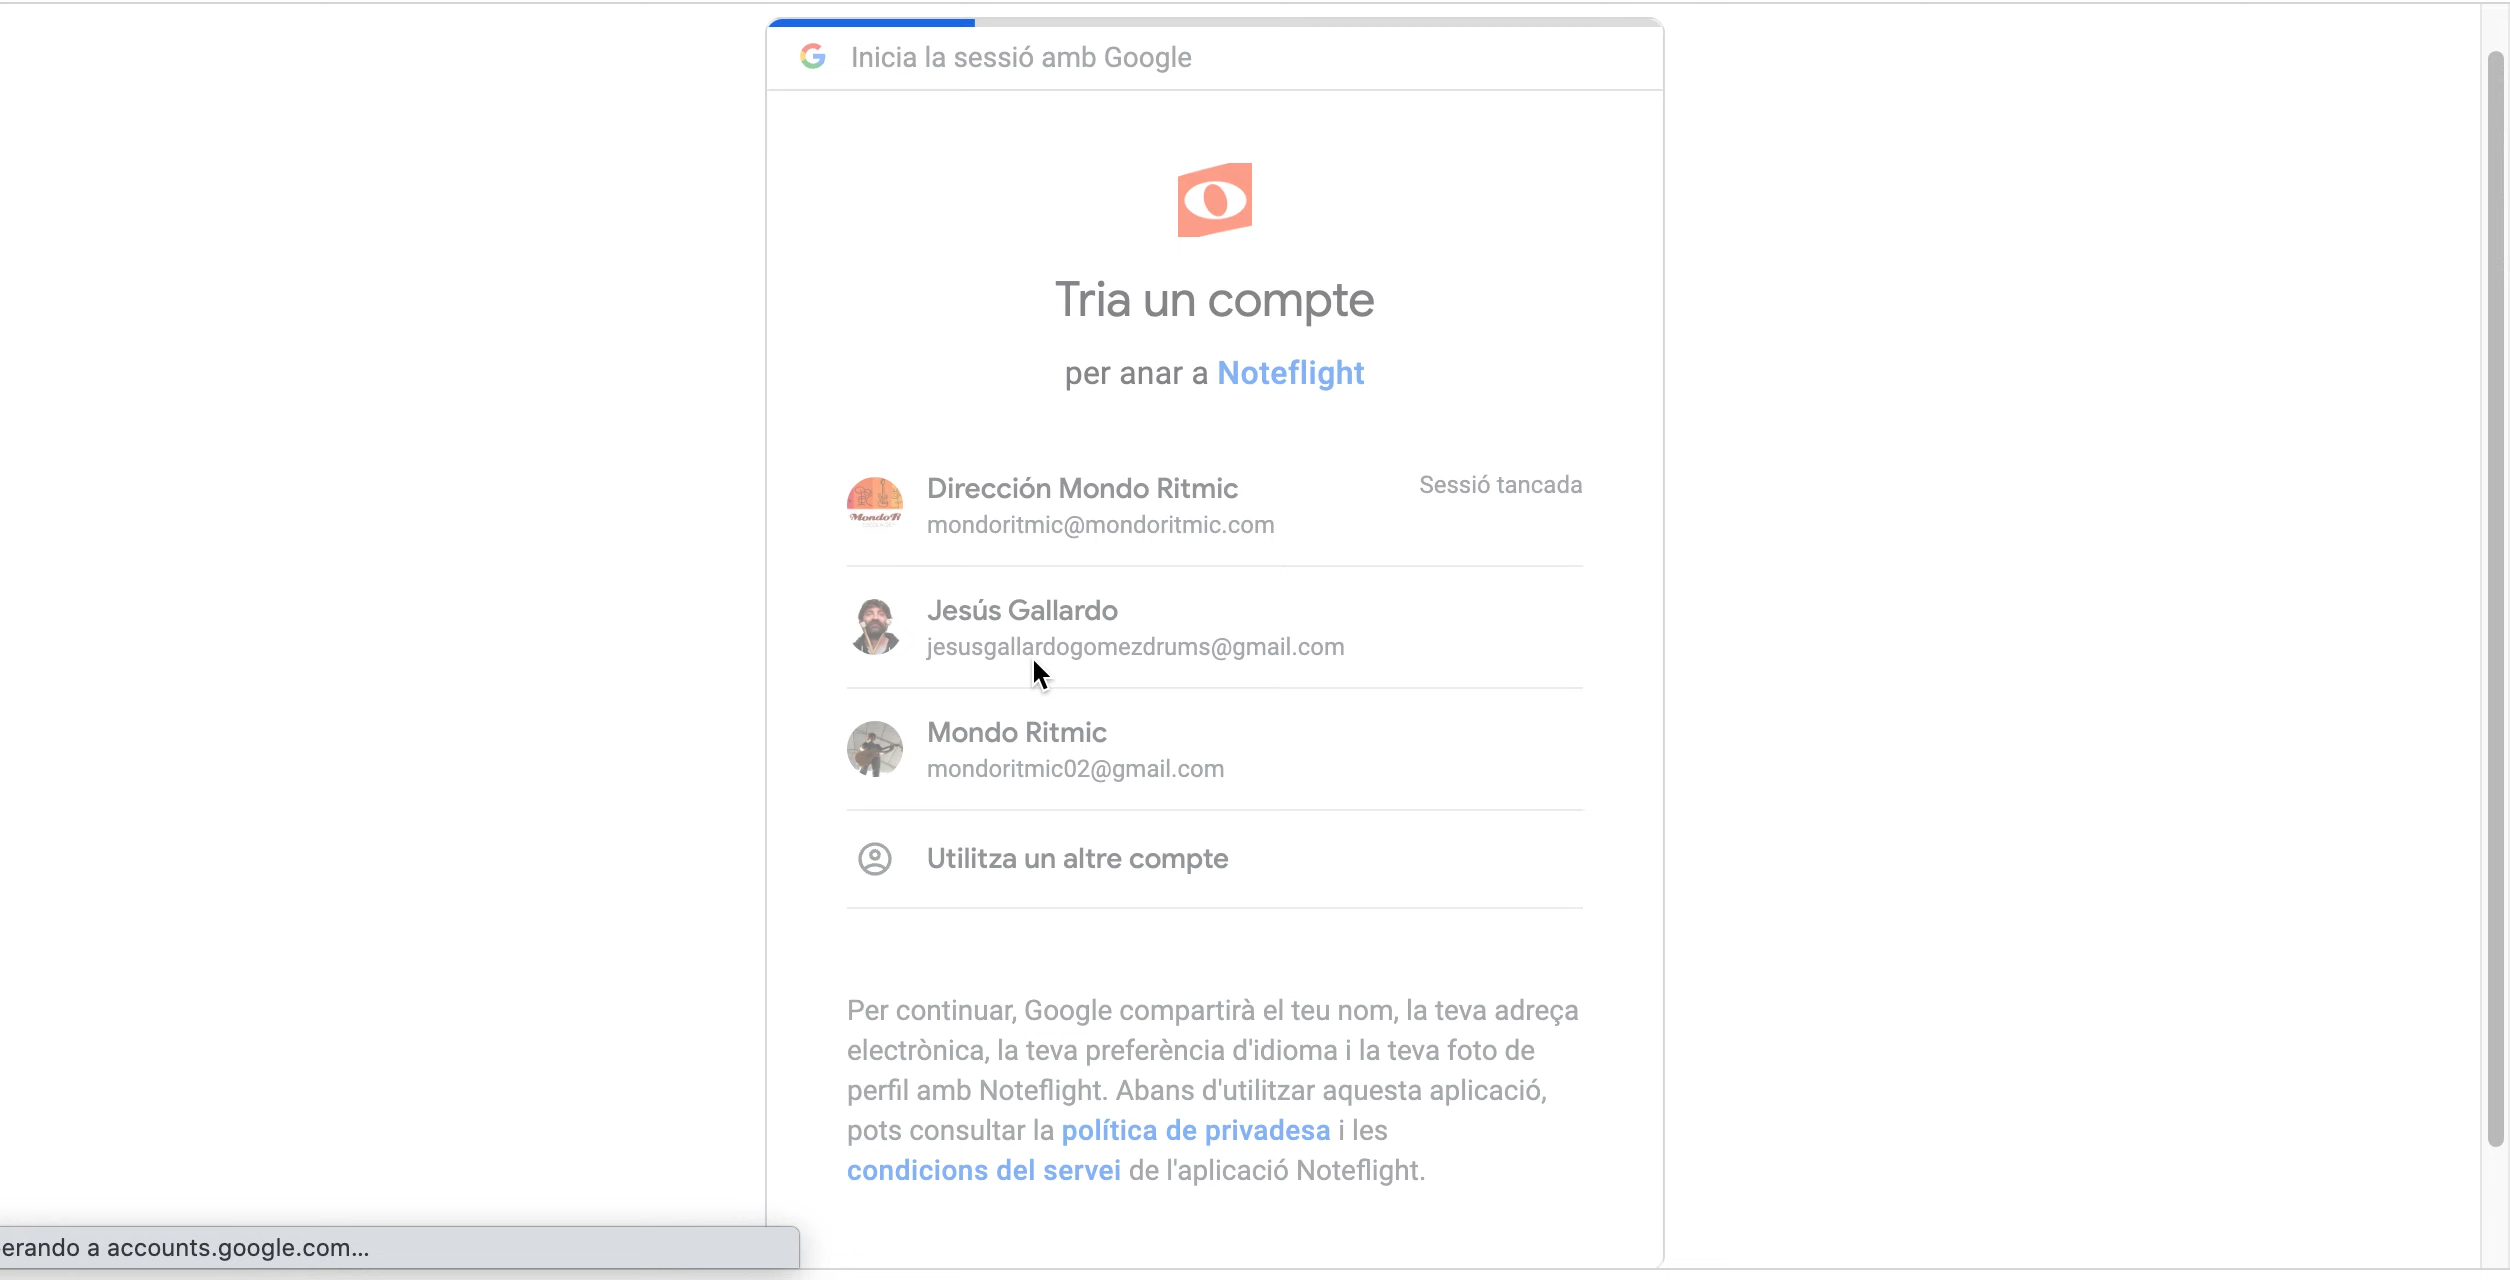 Inicia la sessió amb Google
Tria un compte
per anar a Noteflight
Dirección Mondo Ritmic
Sessió tancada
mondoritmic@mondoritmic.com
MondoR
Jesús Gallardo
jesusgallardogomezdrums@gmail.com
Mondo Ritmic
mondoritmic02@gmail.com
Utilitza un altre compte
Per continuar, Google compartirà el teu nom, la teva adreça
electrònica, la teva preferència d'idioma i la teva foto de
perfil amb Noteflight. Abans d'utilitzar aquesta aplicació,
pots consultar la política de privadesa i les
condicions del servei de l'aplicació Noteflight.
erando a accounts.google.com...